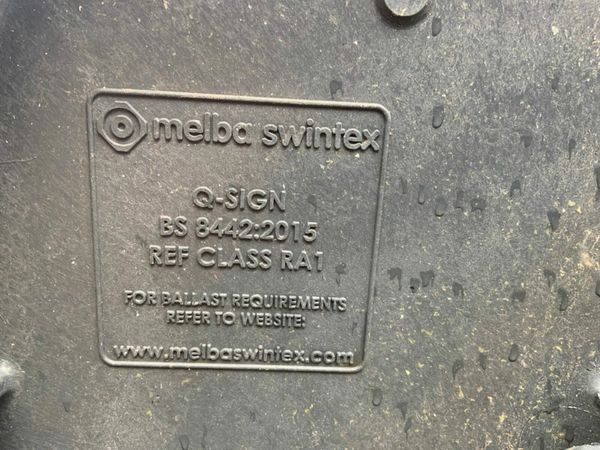 melba swintex
Q-SIGN
BS 8442:2015
REF CLASS RA1
FOR BALLAST REQUIREMENTS
REFER TO WEBSITE:
www.melbaswintex.com